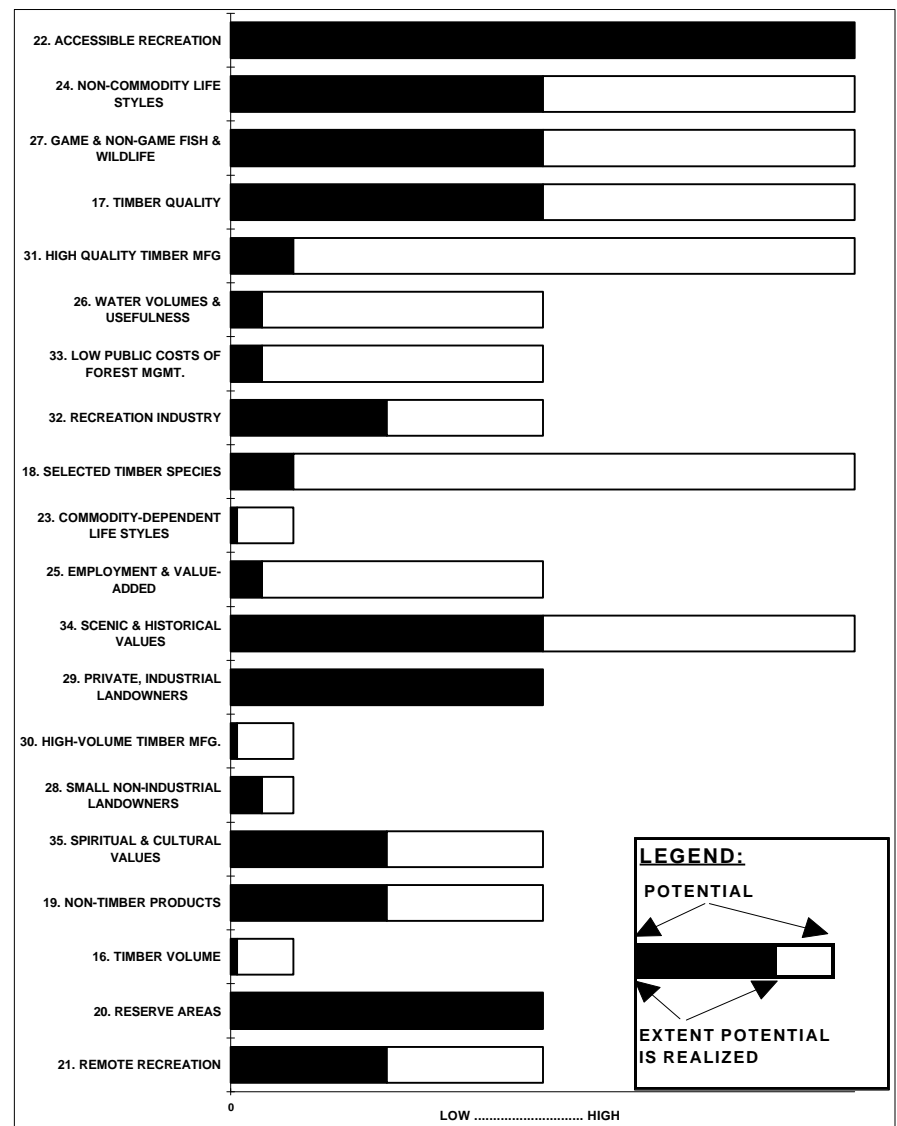 22. ACCESSIBLE RECREATION
24. NON-COMMODITY LIFE
STYLES
27. GAME & NON-GAME FISH &
WILDLIFE
17. TIMBER QUALITY
31. HIGH QUALITY TIMBER MFG
26. WATER VOLUMES &
USEFULNESS
33. LOW PUBLIC COSTS OF
FOREST MGMT.
32. RECREATION INDUSTRY
18. SELECTED TIMBER SPECIES
23. COMMODITY-DEPENDENT
LIFE STYLES
25. EMPLOYMENT & VALUE-
ADDED
34. SCENIC & HISTORICAL
VALUES
29. PRIVATE, INDUSTRIAL
LANDOWNERS
30. HIGH-VOLUME TIMBER MFG.
28. SMALL NON-INDUSTRIAL
LANDOWNERS
35. SPIRITUAL & CULTURAL
VALUES
19. NON-TIMBER PRODUCTS
16. TIMBER VOLUME
20. RESERVE AREAS
21. REMOTE RECREATION
0
LOW ............................. HIGH
LEGEND:
POTENTIAL
EXTENT POTENTIAL
IS REALIZED